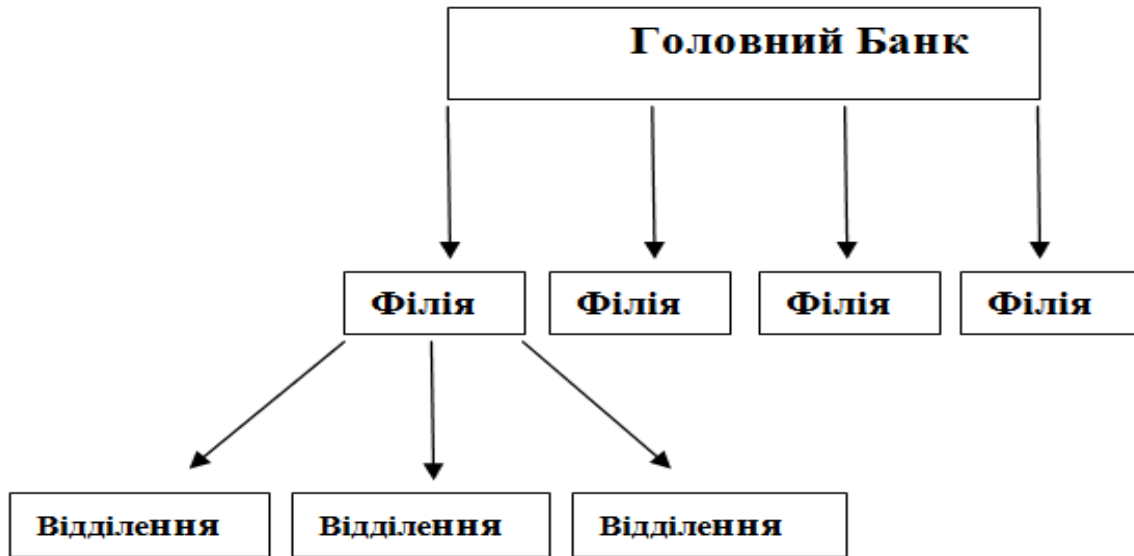 Головний Банк
Філія
Філія
Філія
Філія
Відділення
Відділення
Відділення